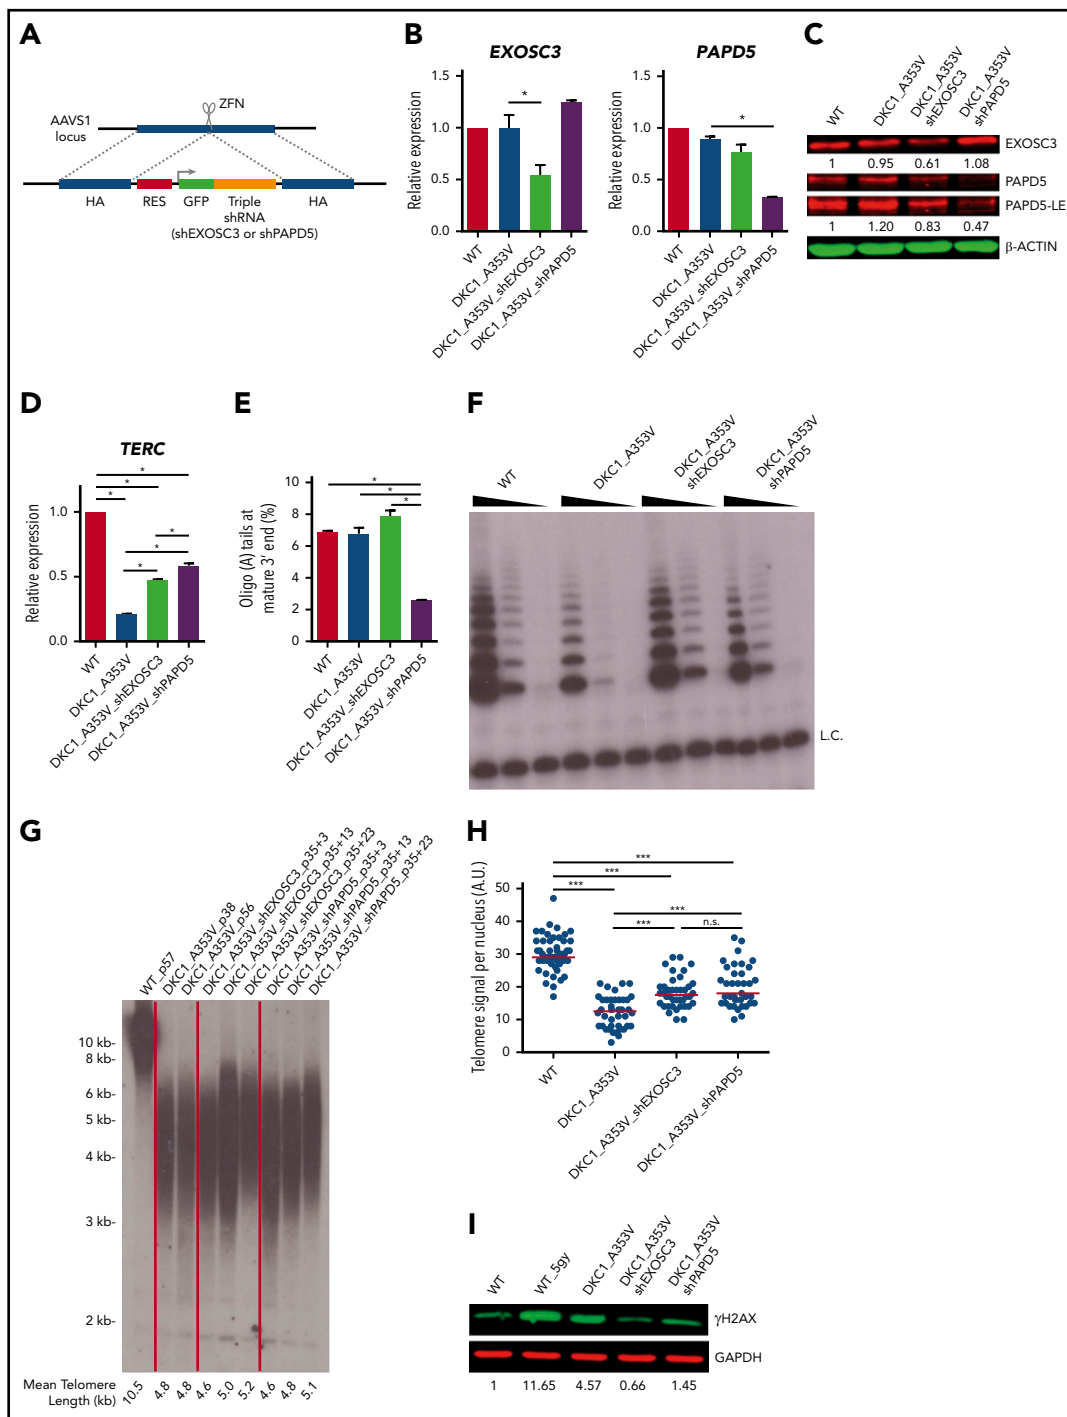 A
ZFN
AAVS1
locus
HA
RES
GFP
Triple
shRNA
HA
(shEXOSC3 or shPAPD5)
B
EXOSC3
Relative expression
1.5
1.0
0.5
0.0
*
WT
DKC1_A353V
DKC1_A353V_shEXOSC3
DKC1_A353V_shPAPD5
PAPD5
Relative expression
1.5
1.0
0.5
0.0
*
WT
DKC1_A353V
DKC1_A353V_shEXOSC3
DKC1_A353V_shPAPD5
C
WT
DKC1_A353V
DKC1_A353V
shEXOSC3
DKC1_A353V
shPAPD5
EXOSC3
1 0.95 0.61 1.08
PAPD5
PAPD5-LE
1 1.20 0.83 0.47
β-ACTIN
D
TERC
Relative expression
1.0
0.5
0.0
*
*
*
*
*
*
WT
DKC1_A353V
DKC1_A353V_shEXOSC3
DKC1_A353V_shPAPD5
E
Oligo (A) tails at
mature 3' end (%)
10
8
6
4
2
0
*
*
*
WT
DKC1_A353V
DKC1_A353V_shEXOSC3
DKC1_A353V_shPAPD5
F
WT
DKC1_A353V
DKC1_A353V
shEXOSC3
DKC1_A353V
shPAPD5
L.C.
G
WT_p57
DKC1_A353V_p38
DKC1_A353V_p56
DKC1_A353V_shEXOSC3_p35+3
DKC1_A353V_shEXOSC3_p35+13
DKC1_A353V_shEXOSC3_p35+23
DKC1_A353V_shPAPD5_p35+3
DKC1_A353V_shPAPD5_p35+13
DKC1_A353V_shPAPD5_p35+23
10 kb-
8 kb-
6 kb-
5 kb-
4 kb-
3 kb-
2 kb-
Mean Telomere
Length (kb)
10.5 4.8 4.8 4.6 5.0 5.2 4.6 4.8 5.1
H
Telomere signal per nucleus (A.U.)
50
40
30
20
10
0
***
***
***
***
***
n.s.
WT
DKC1_A353V
DKC1_A353V_shEXOSC3
DKC1_A353V_shPAPD5
I
WT
WT_5gy
DKC1_A353V
DKC1_A353V
shEXOSC3
DKC1_A353V
shPAPD5
γH2AX
GAPDH
1 11.65 4.57 0.66 1.45